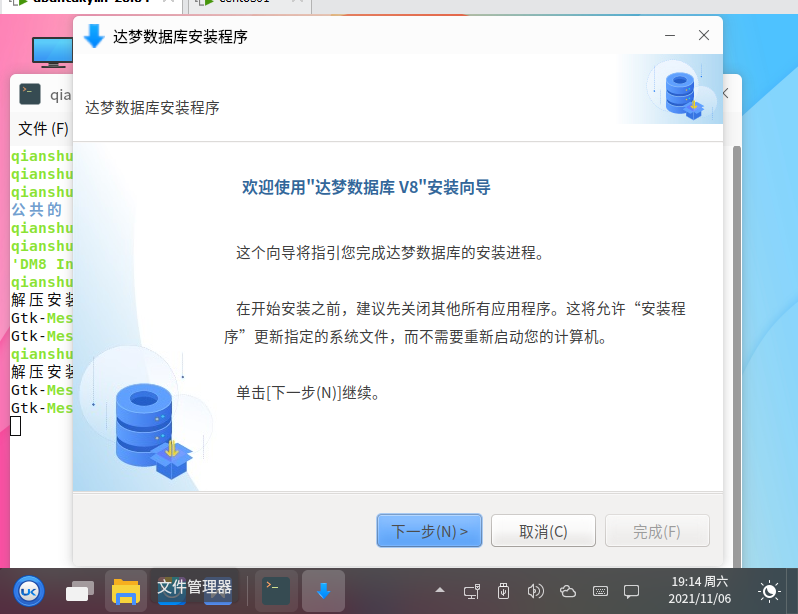 达梦数据库安装程序
qia
达梦数据库安装程序
文件 (F)
qianshu
qianshu
qianshu
公共的
qianshu
qianshu
'DM8 In
qianshu
解压安装
Gtk-Mes
Gtk-Mes
qianshu
解压安装
Gtk-Mes
Gtk-Mes
欢迎使用"达梦数据库 V8"安装向导
这个向导将指引您完成达梦数据库的安装进程。
在开始安装之前，建议先关闭其他所有应用程序。这将允许“安装程
序”更新指定的系统文件，而不需要重新启动您的计算机。
单击[下一步(N)]继续。
下一步(N) >
取消(C)
完成(F)
文件管理器
19:14 周六
2021/11/06